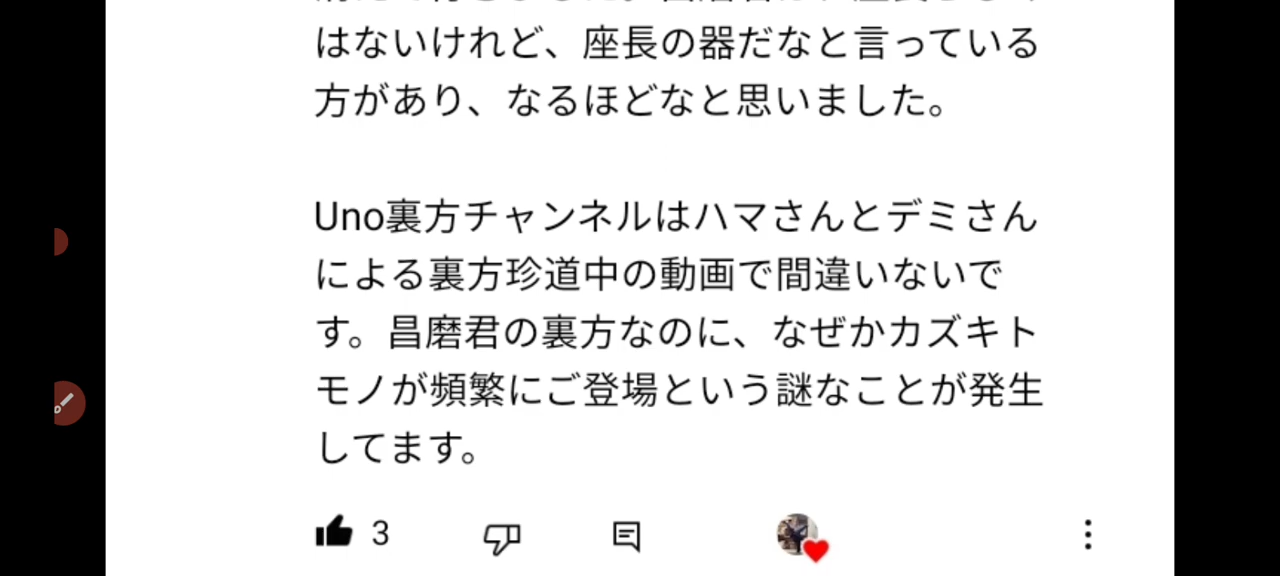 はないけれど、座長の器だなと言っている
方があり、なるほどなと思いました。
Uno裏方チャンネルはハマさんとデミさん
による裏方珍道中の動画で間違いないで
す。昌磨君の裏方なのに、なぜかカズキト
モノが頻繁にご登場という謎なことが発生
してます。
3